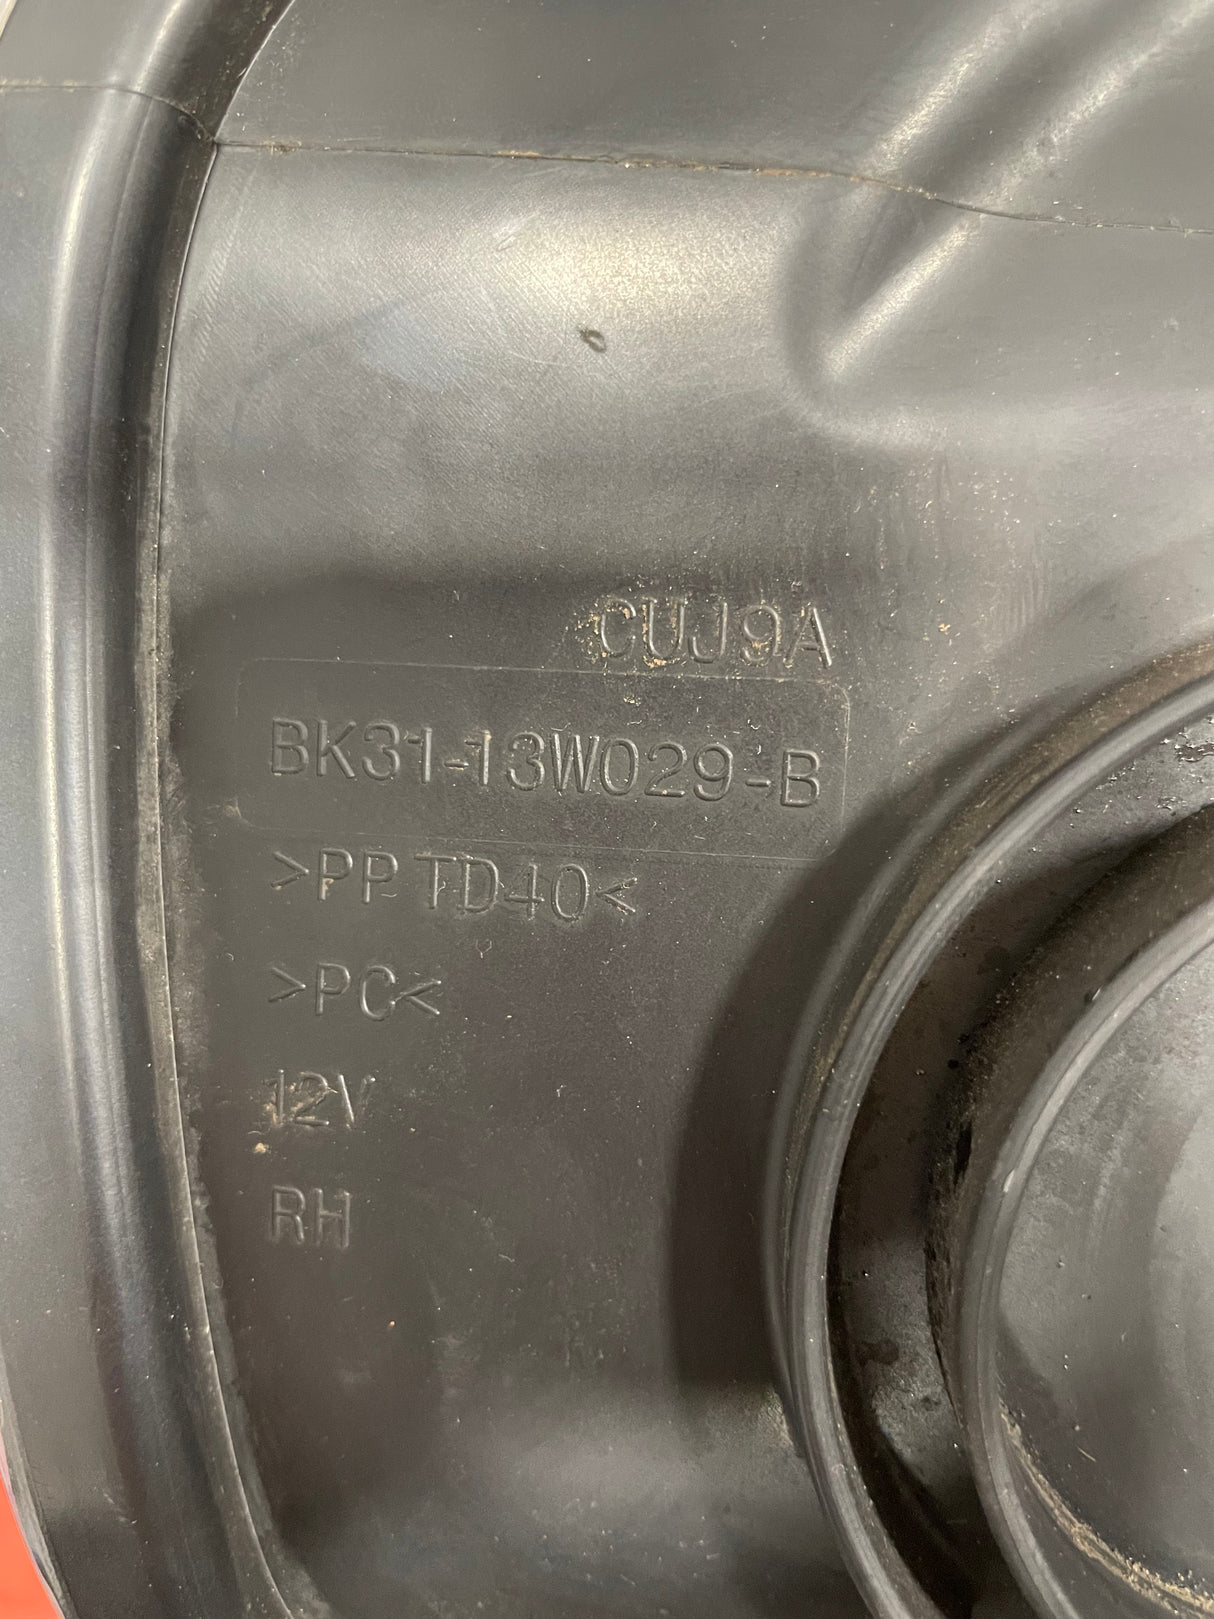 CUJ9A
BK31-13W029-B
>PP TD40<
>PC<
12V
RH